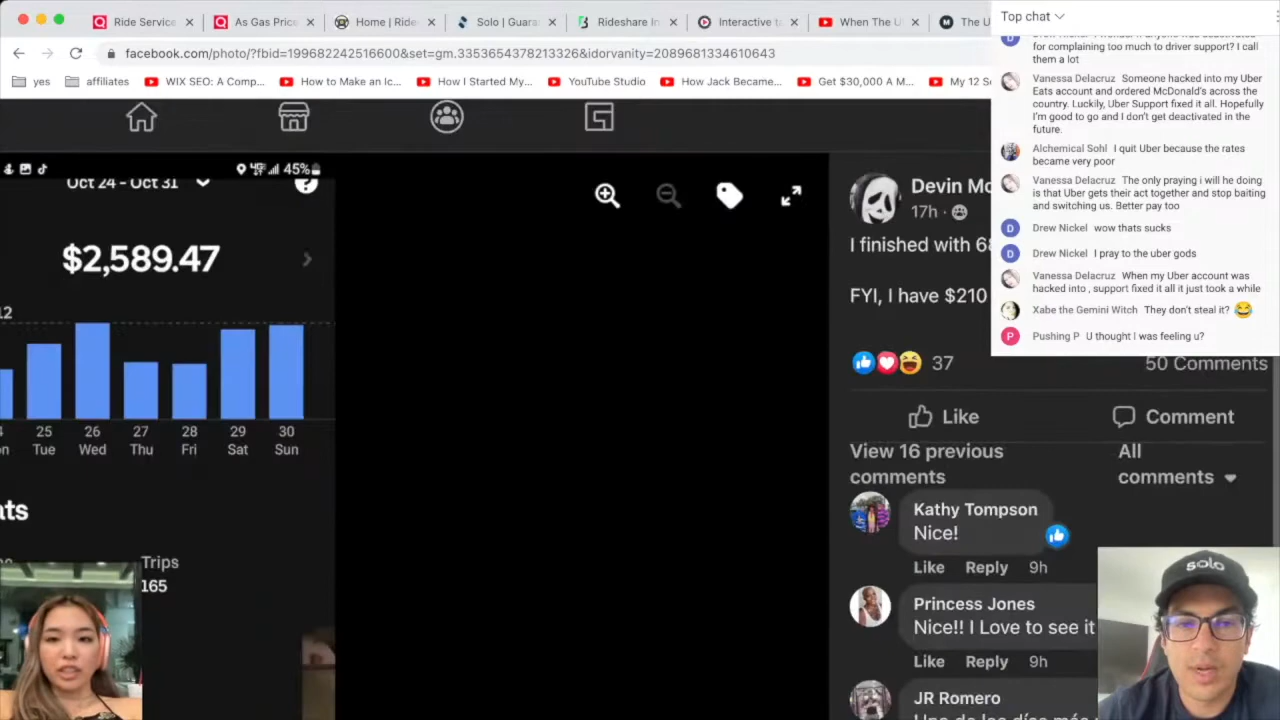 Ride Service
As Gas Price
Home | Ride
Solo | Guara
Rideshare In
Interactive t
When The U
The U
facebook.com/photo/?fbid=199682242516609&set=gm.3358141378213326&idorvanity=2089681334610643
yes
affiliates
WIX SEO: A Comp...
How to Make an Ic...
How I Started My...
YouTube Studio
How Jack Became...
Get $30,000 A M...
My 12 S
Top chat
for complaining too much to driver support? I call
them a lot
Vanessa Delacruz Someone hacked into my Uber
Eats account and ordered McDonald's across the
country. Luckily, Uber Support fixed it all. Hopefully
I'm good to go and I don't get deactivated in the
future.
Alchemical Sohl I quit Uber because the rates
became very poor
Vanessa Delacruz The only praying i will he doing
is that Uber gets their act together and stop baiting
and switching us. Better pay too
Drew Nickel wow thats sucks
Drew Nickel I pray to the uber gods
Vanessa Delacruz When my Uber account was
hacked into , support fixed it all it just took a while
Xabe the Gemini Witch They don't steal it? 😂
Pushing P U thought I was feeling u?
45%
Oct 24 - Oct 31
$2,589.47
12
25 26 27 28 29 30
Tue Wed Thu Fri Sat Sun
Trips
165
Devin Mc
17h
I finished with 6
FYI, I have $210
37
50 Comments
Like
Comment
View 16 previous
comments
All
comments
Kathy Tompson
Nice!
Like Reply 9h
Princess Jones
Nice!! I Love to see it
Like Reply 9h
JR Romero
solo